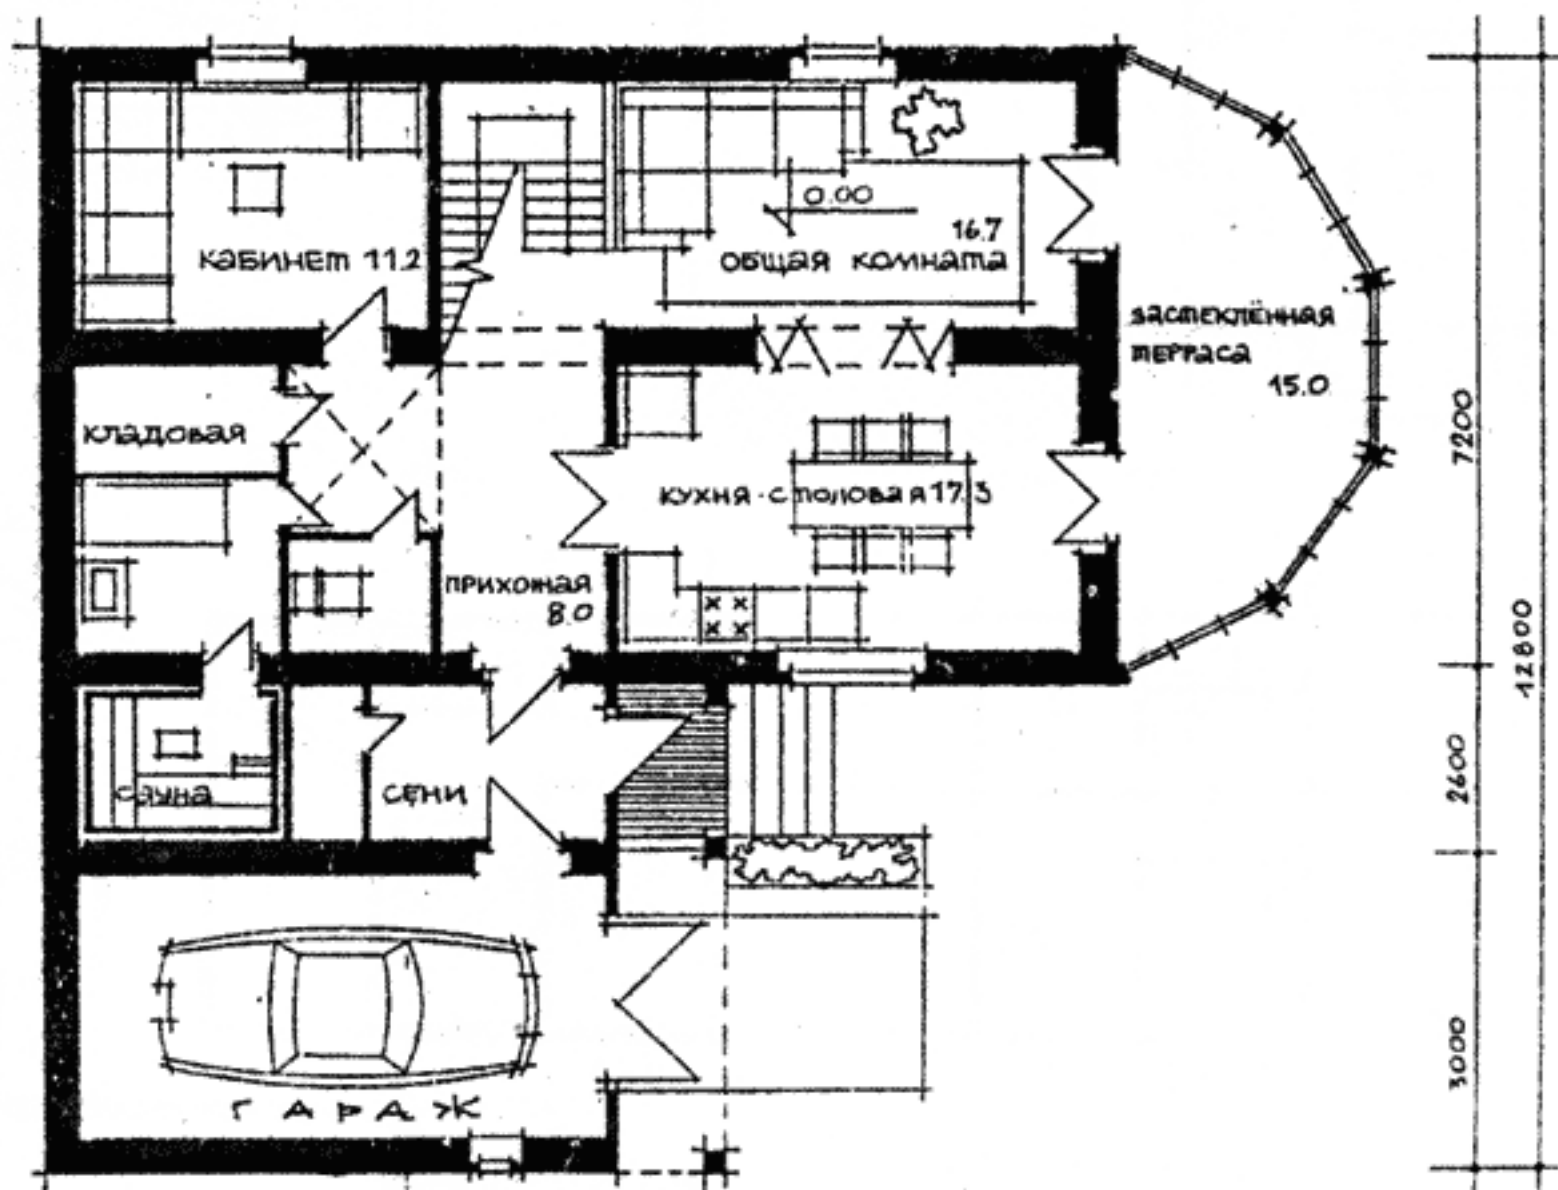 0.00
16.7
КАБИНЕТ 11.2
ОБЩАЯ КОМНАТА
ЗАСТЕКЛЁННАЯ
ТЕРРАСА
15.0
КЛАДОВАЯ
7200
КУХНЯ-СТОЛОВАЯ 17.3
ПРИХОЖАЯ
8.0
12800
САУНА
СЕНИ
2600
3000
ГАРАЖ